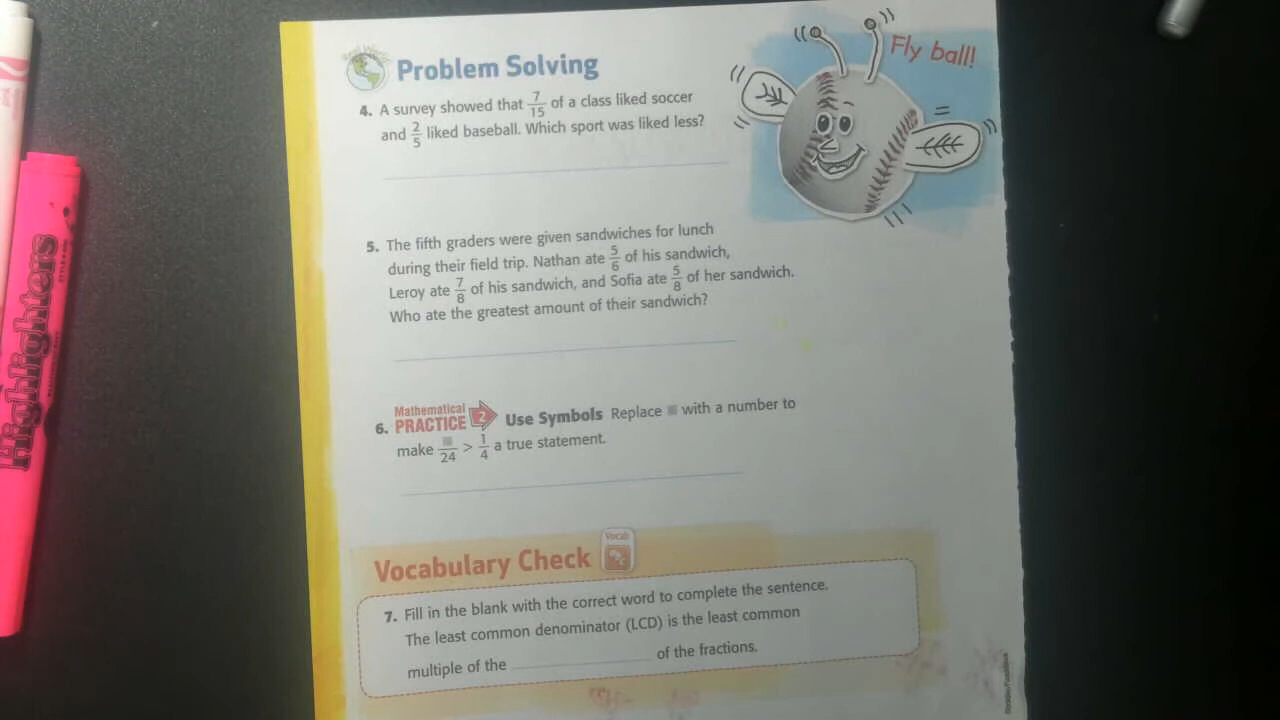 Fly ball!
Problem Solving
4. A survey showed that 7/15 of a class liked soccer
and 2/5 liked baseball. Which sport was liked less?
5. The fifth graders were given sandwiches for lunch
during their field trip. Nathan ate 5/6 of his sandwich,
Leroy ate 7/8 of his sandwich, and Sofia ate 5/8 of her sandwich.
Who ate the greatest amount of their sandwich?
6. Mathematical PRACTICE 2 Use Symbols Replace ■ with a number to
make ■/24 > 1/4 a true statement.
Vocabulary Check Vocab
7. Fill in the blank with the correct word to complete the sentence.
The least common denominator (LCD) is the least common
multiple of the ____________ of the fractions.
Highlighters